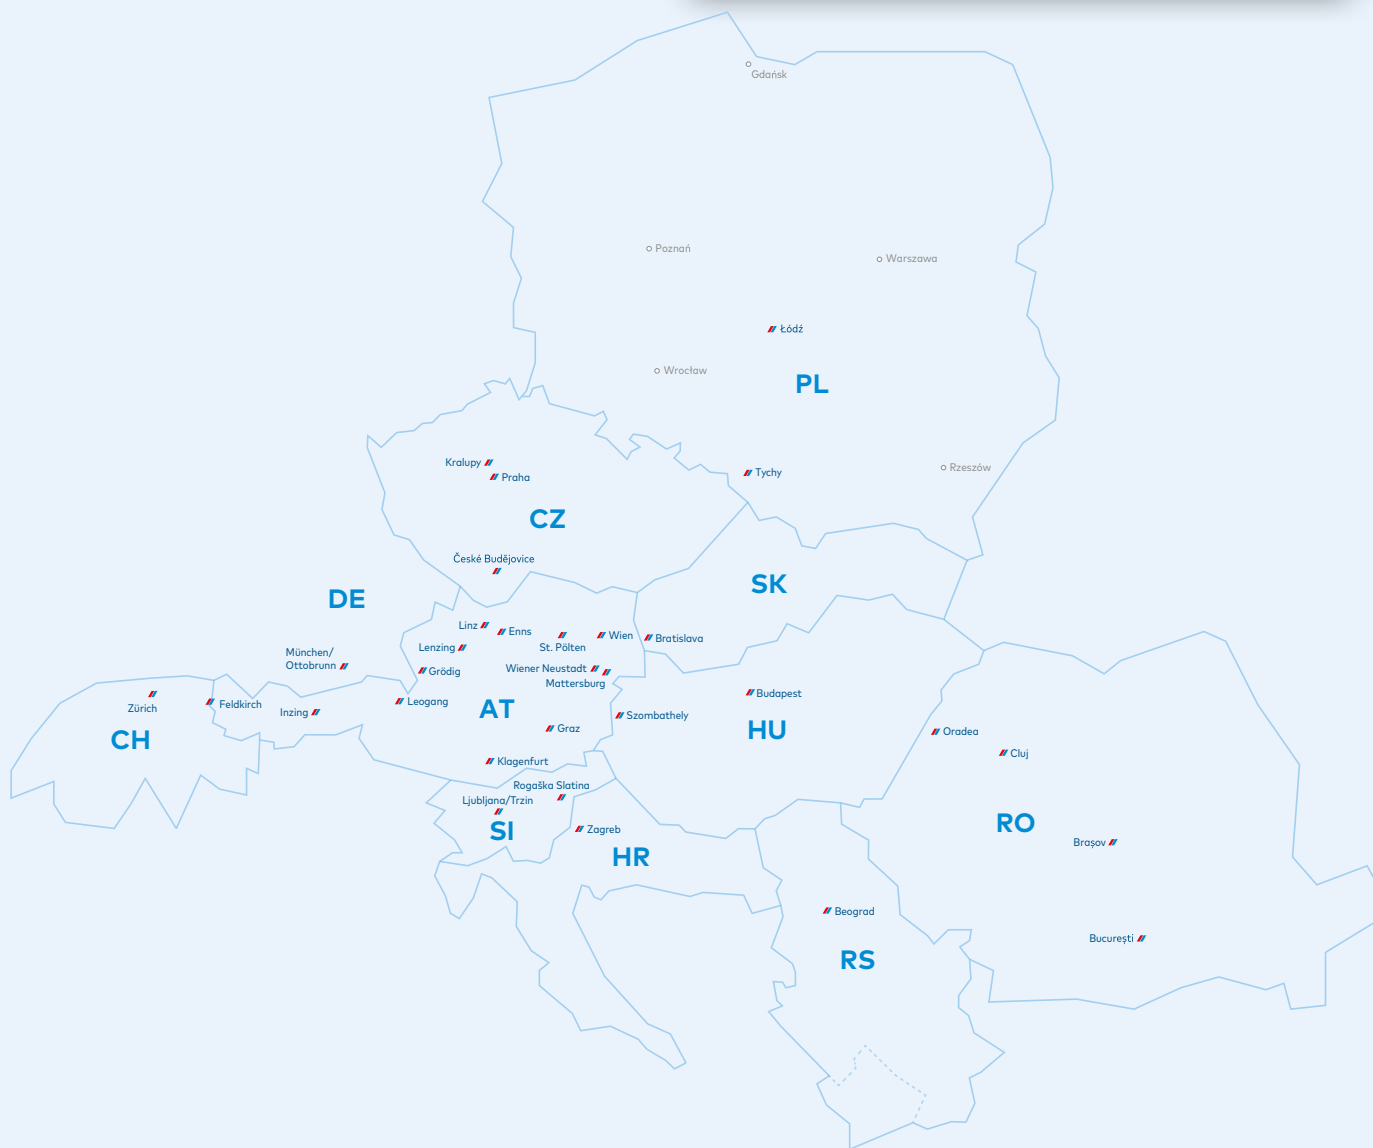 Gdańsk
Poznań
Warszawa
Łódź
Wrocław
PL
Kralupy
Praha
Tychy
Rzeszów
CZ
České Budějovice
SK
DE
Linz
Enns
St. Pölten
Wien
Bratislava
Lenzing
München/
Ottobrunn
Grödig
Wiener Neustadt
Mattersburg
Zürich
Feldkirch
Inzing
Leogang
AT
Szombathely
Budapest
CH
Graz
HU
Oradea
Cluj
Klagenfurt
Rogaška Slatina
Ljubljana/Trzin
SI
Zagreb
HR
RO
Brașov
Beograd
București
RS